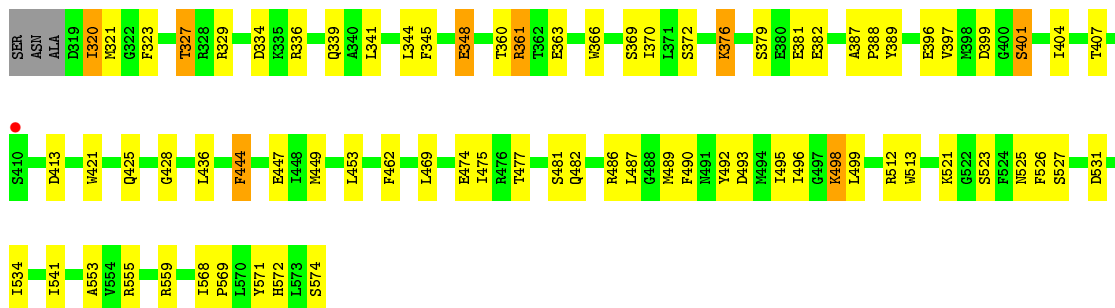 SER ASN ALA D319 I320 M321 G322 F323 T327 R328 R329 D334 K335 R336 Q339 A340 L341 L344 F345 E348 T360 R361 T362 E363 W366 S369 I370 L371 S372 K376 S379 E380 E381 E382 A387 P388 Y389 E396 V397 M398 D399 G400 S401 I404 T407
S410 D413 W421 Q425 G428 L436 F444 E447 I448 M449 L453 F462 L469 E474 I475 R476 T477 S481 Q482 R486 L487 G488 M489 F490 N491 Y492 D493 M494 I495 I496 G497 K498 L499 R512 W513 K521 G522 S523 F524 N525 F526 S527 D531
I534 I541 A553 V554 R555 R559 I568 P569 L570 Y571 H572 L573 S574